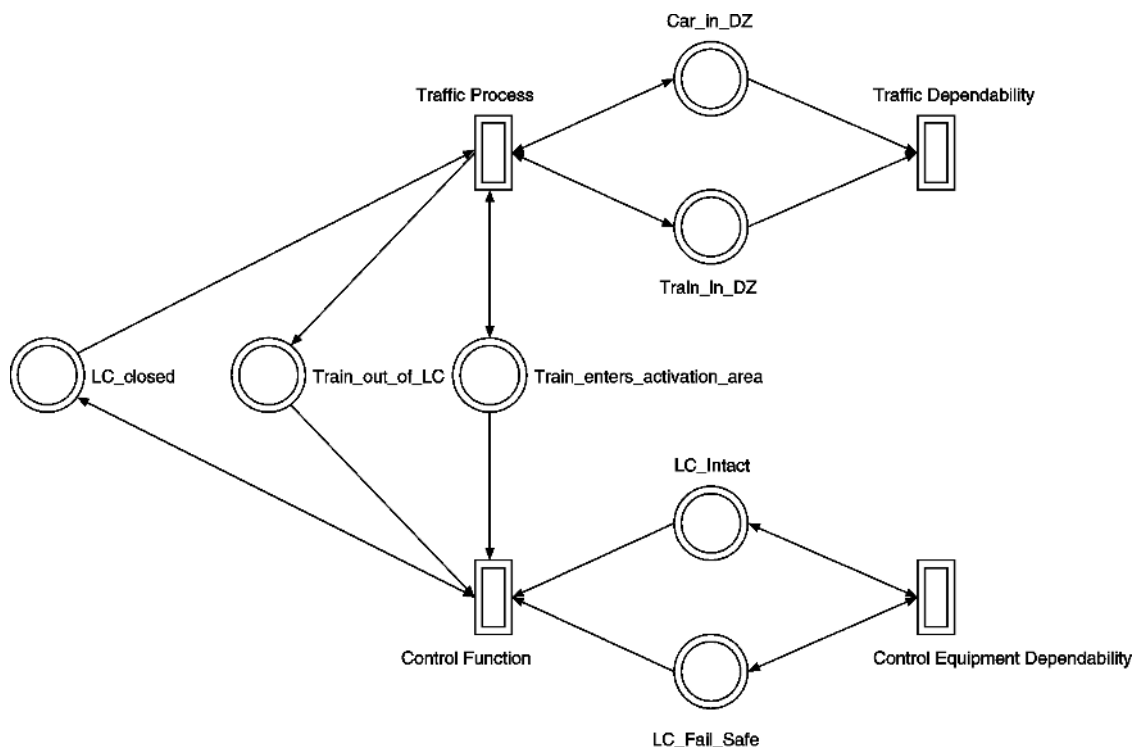 Car_in_DZ
Traffic Process
Traffic Dependability
Train_in_DZ
LC_closed
Train_out_of_LC
Train_enters_activation_area
LC_Intact
Control Function
Control Equipment Dependability
LC_Fail_Safe